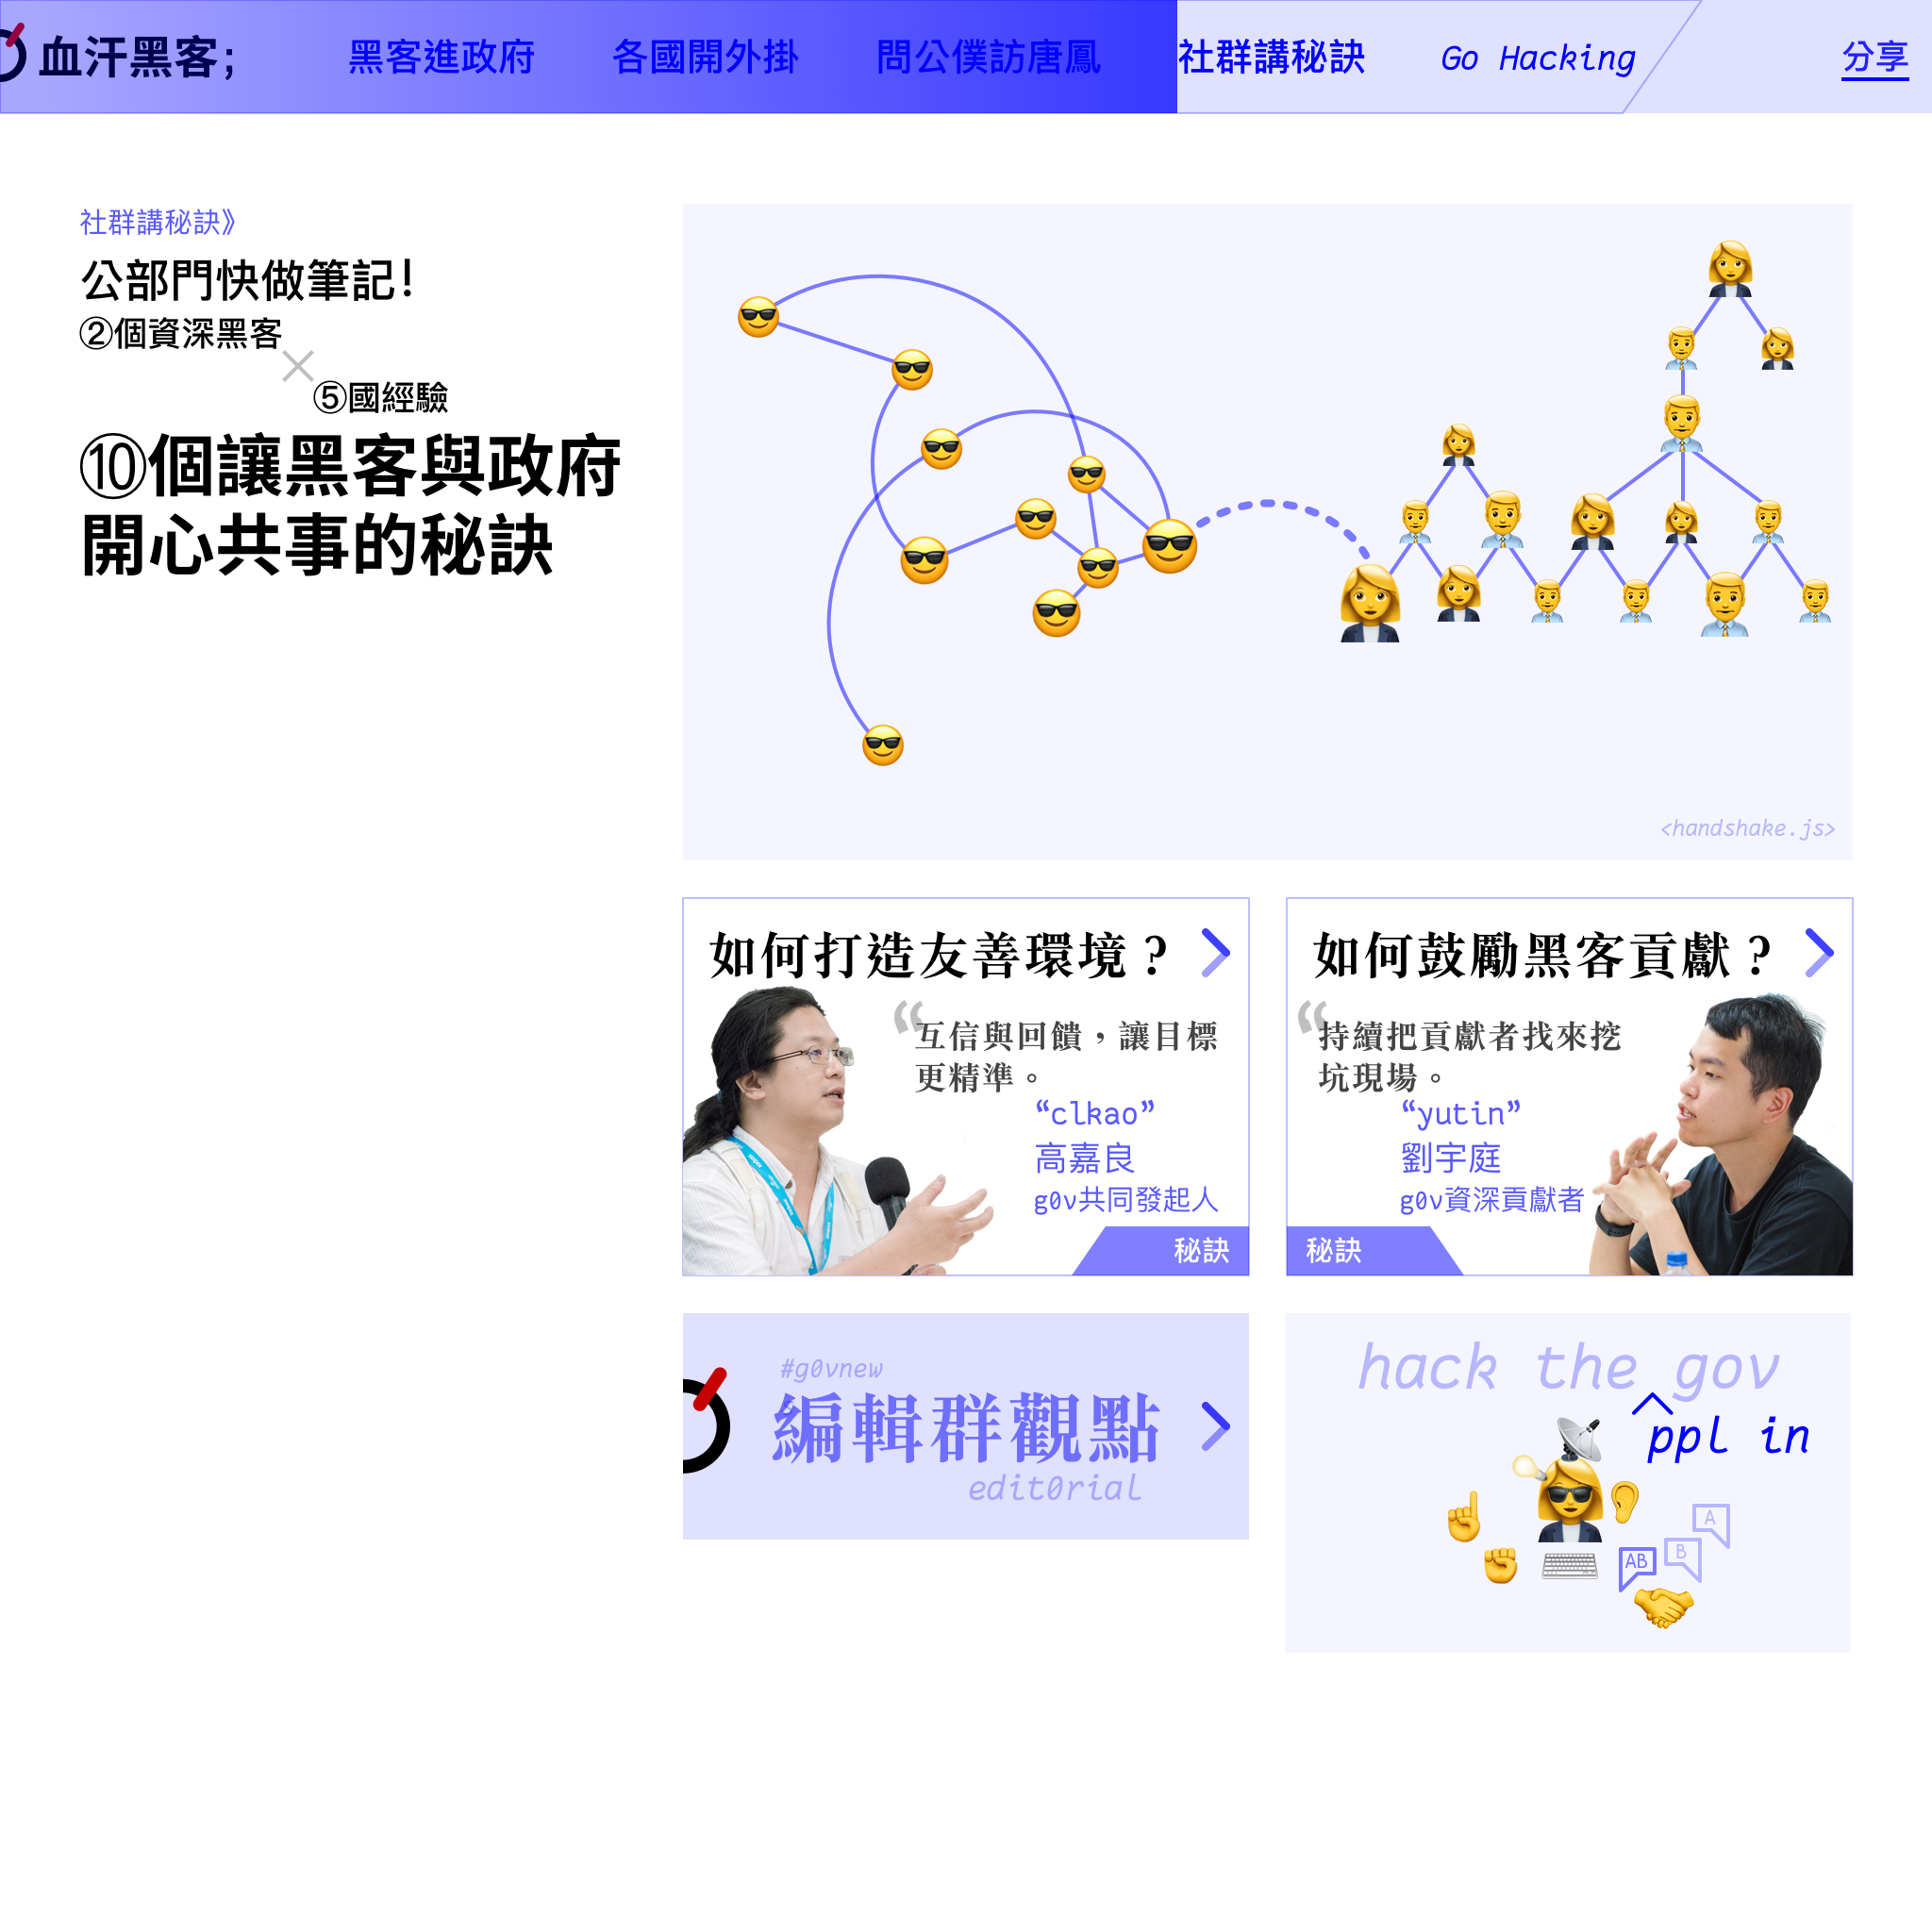 血汗黑客;
黑客進政府
各國開外掛
問公僕訪唐鳳
社群講秘訣
Go Hacking
分享
社群講秘訣》
公部門快做筆記!
②個資深黑客
×
⑤國經驗
⑩個讓黑客與政府
開心共事的秘訣
<handshake.js>
如何打造友善環境？
“互信與回饋，讓目標
更精準。
“clkao”
高嘉良
g0v共同發起人
秘訣
如何鼓勵黑客貢獻？
“持續把貢獻者找來挖
坑現場。
“yutin”
劉宇庭
g0v資深貢獻者
秘訣
#g0vnew
編輯群觀點
edit0rial
hack the gov
ppl in
A
B
AB